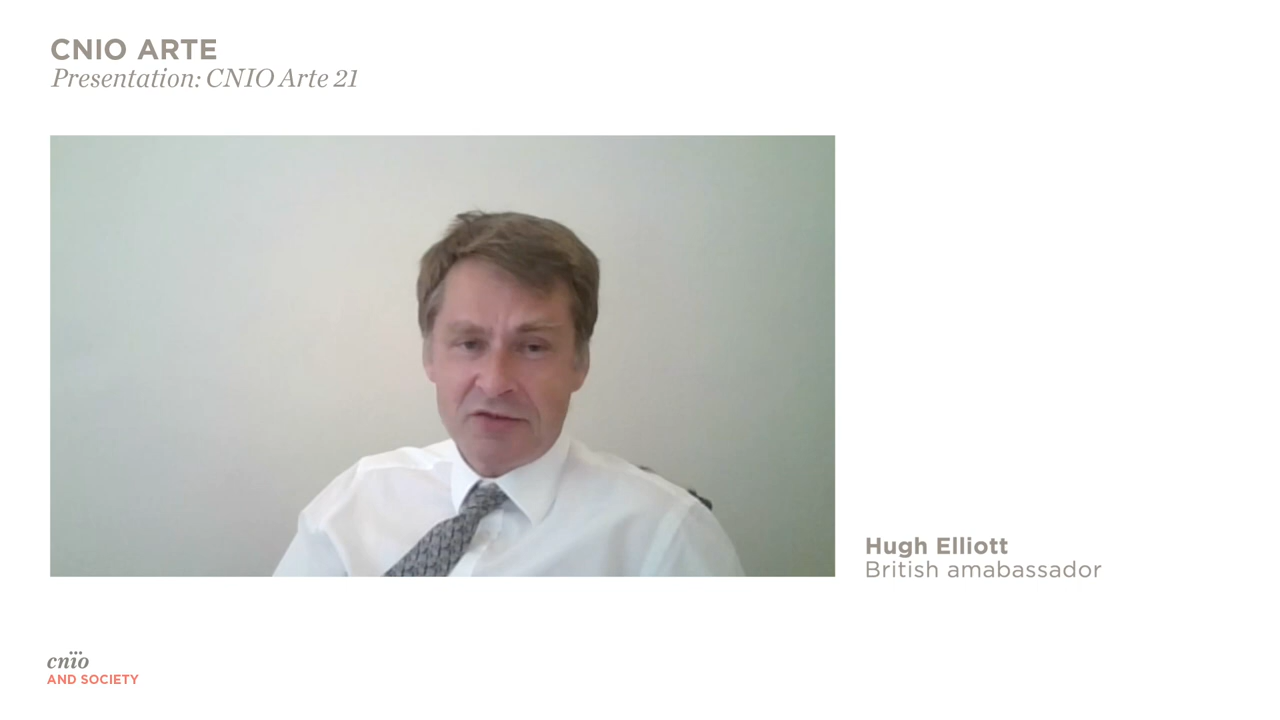 CNIO ARTE
Presentation: CNIO Arte 21
Hugh Elliott
British amabassador
cnio
AND SOCIETY